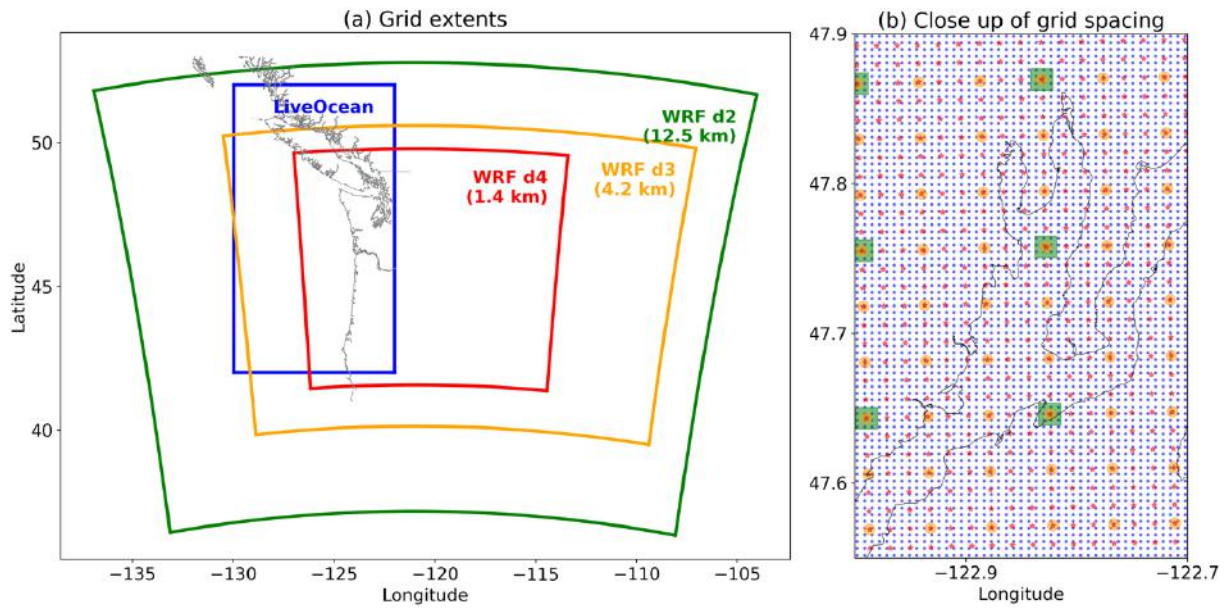 (a) Grid extents
LiveOcean
WRF d2
(12.5 km)
WRF d3
(4.2 km)
WRF d4
(1.4 km)
50
45
40
Latitude
−135
−130
−125
−120
−115
−110
−105
Longitude
(b) Close up of grid spacing
47.9
47.8
47.7
47.6
−122.9
−122.7
Longitude